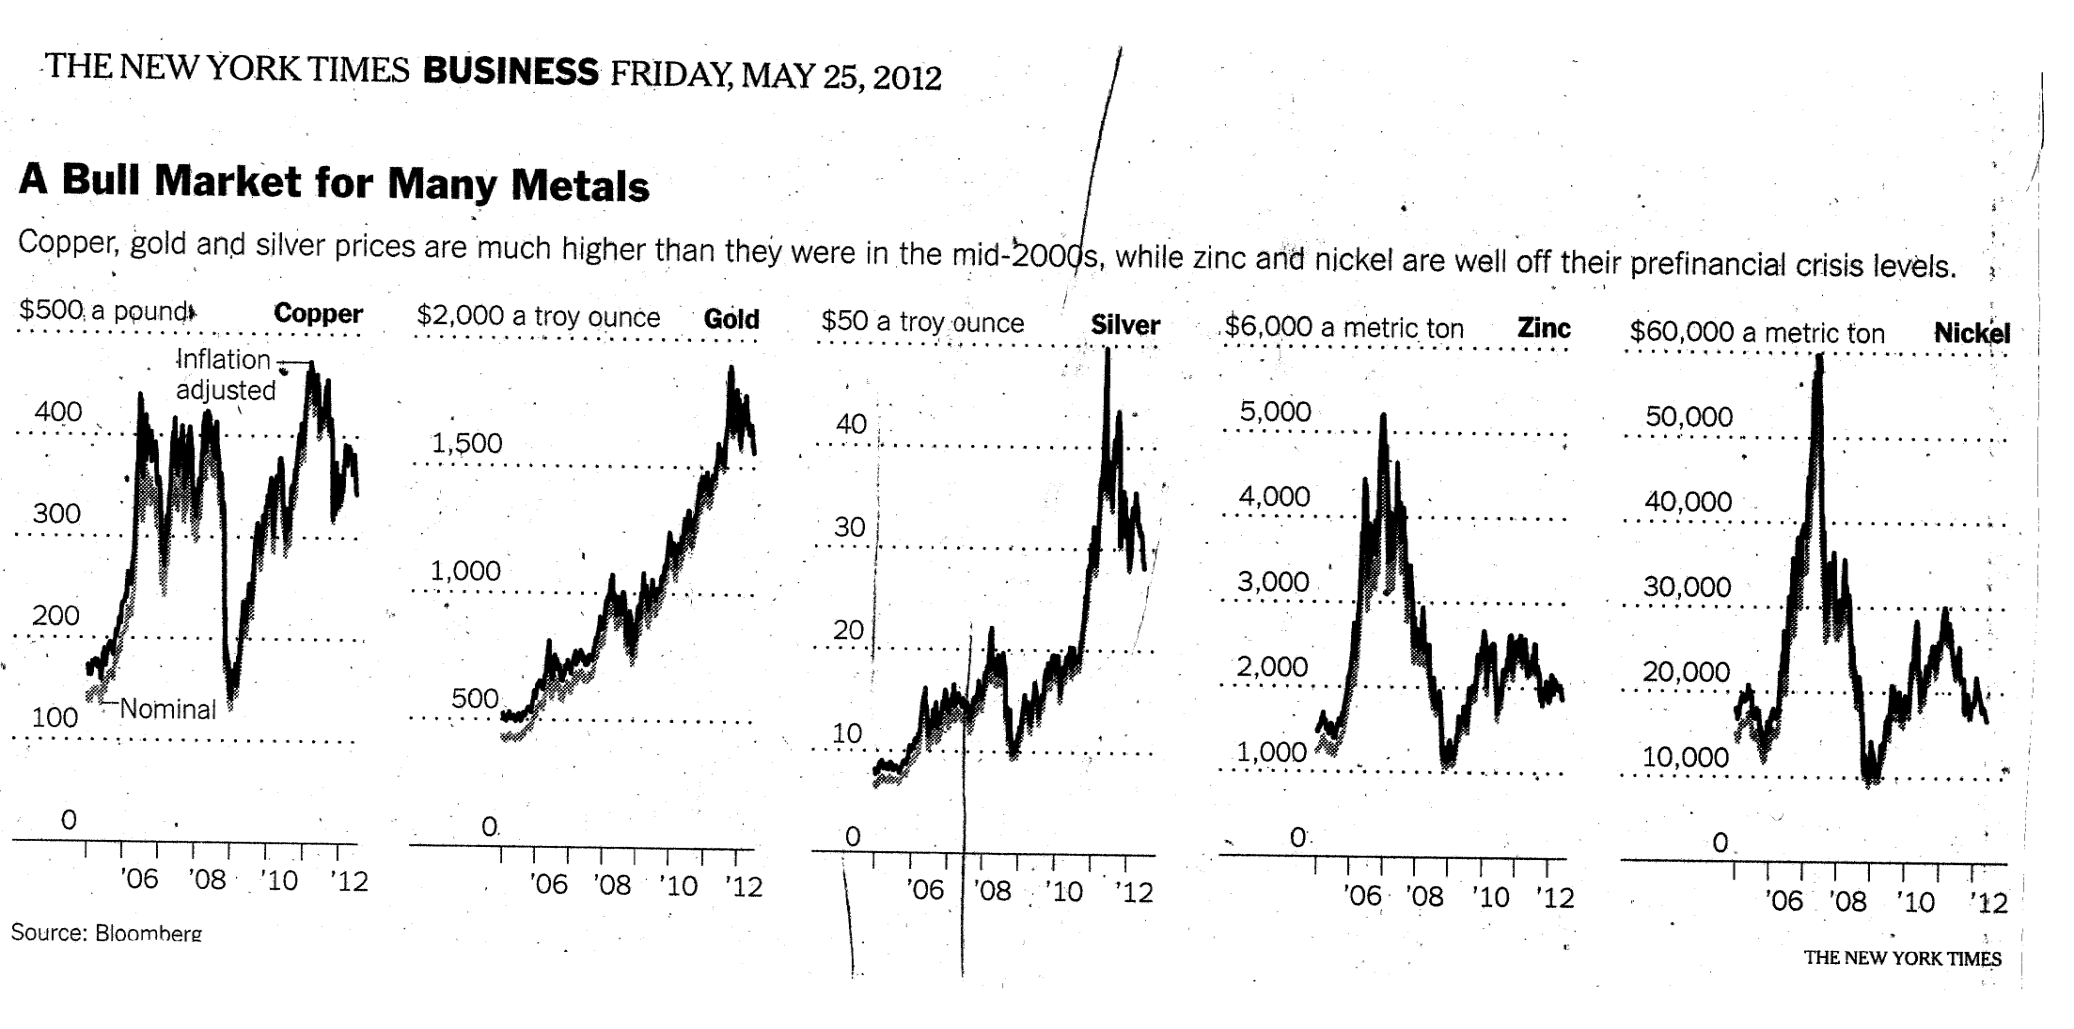 THE NEW YORK TIMES BUSINESS FRIDAY, MAY 25, 2012
A Bull Market for Many Metals
Copper, gold and silver prices are much higher than they were in the mid-2000s, while zinc and nickel are well off their prefinancial crisis levels.
$500 a pound Copper
Inflation
adjusted
400
300
200
Nominal
100
0
'06 '08 '10 '12
$2,000 a troy ounce Gold
1,500
1,000
500
0
'06 '08 '10 '12
$50 a troy ounce Silver
40
30
20
10
0
'06 '08 '10 '12
$6,000 a metric ton Zinc
5,000
4,000
3,000
2,000
1,000
0
'06 '08 '10 '12
$60,000 a metric ton Nickel
50,000
40,000
30,000
20,000
10,000
0
'06 '08 '10 '12
Source: Bloomberg
THE NEW YORK TIMES